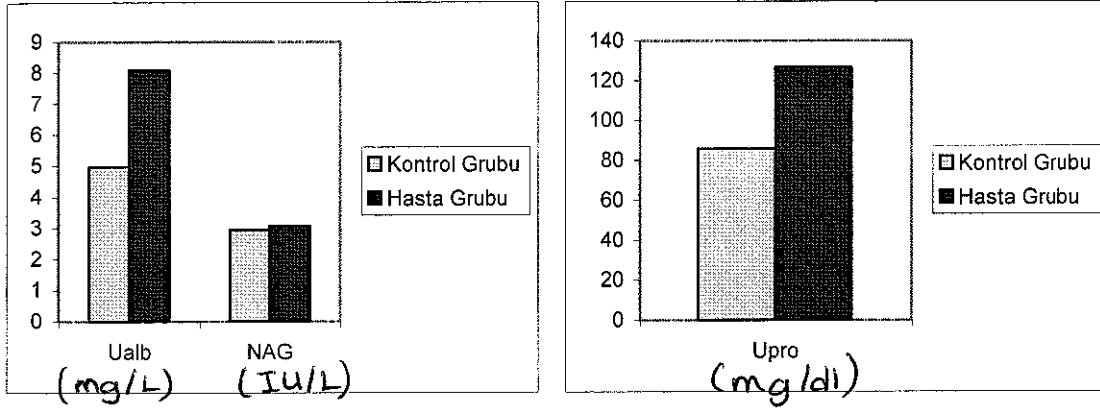 9
8
7
6
5
4
3
2
1
0
Ualb NAG
(mg/L) (IU/L)
Kontrol Grubu
Hasta Grubu
140
120
100
80
60
40
20
0
Upro
(mg/dl)
Kontrol Grubu
Hasta Grubu